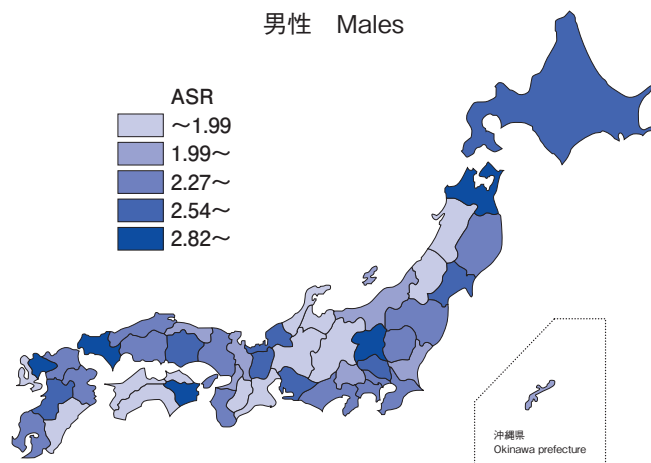 男性 Males
ASR
～1.99
1.99～
2.27～
2.54～
2.82～
沖縄県
Okinawa prefecture